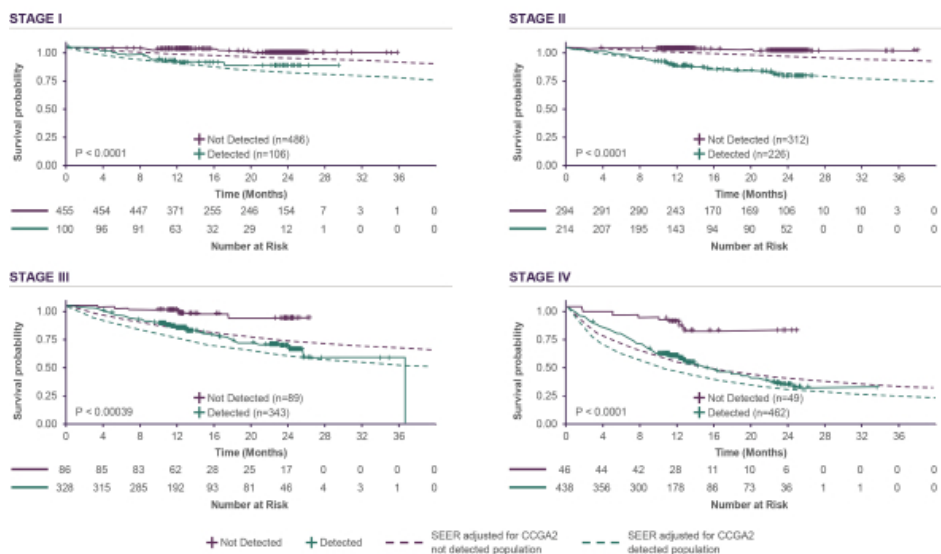 STAGE I
Survival probability
1.00
0.75
0.50
0.25
0.00
Not Detected (n=486)
Detected (n=106)
P < 0.0001
0 4 8 12 16 20 24 28 32 36
Time (Months)
455 454 447 371 255 246 154 7 3 1 0
100 96 91 63 32 29 12 1 0 0 0
Number at Risk
STAGE II
Survival probability
1.00
0.75
0.50
0.25
0.00
Not Detected (n=312)
Detected (n=226)
P < 0.0001
0 4 8 12 16 20 24 28 32 36
Time (Months)
294 291 290 243 170 169 106 10 10 3 0
214 207 195 143 94 90 52 0 0 0 0
Number at Risk
STAGE III
Survival probability
1.00
0.75
0.50
0.25
0.00
Not Detected (n=89)
Detected (n=343)
P < 0.00039
0 4 8 12 16 20 24 28 32 36
Time (Months)
86 85 83 62 28 25 17 0 0 0 0
328 315 285 192 93 81 46 4 3 1 0
Number at Risk
STAGE IV
Survival probability
1.00
0.75
0.50
0.25
0.00
Not Detected (n=49)
Detected (n=462)
P < 0.0001
0 4 8 12 16 20 24 28 32 36
Time (Months)
46 44 42 28 11 10 6 0 0 0 0
438 356 300 178 86 73 36 1 1 0 0
Number at Risk
Not Detected
Detected
SEER adjusted for CCGA2
not detected population
SEER adjusted for CCGA2
detected population